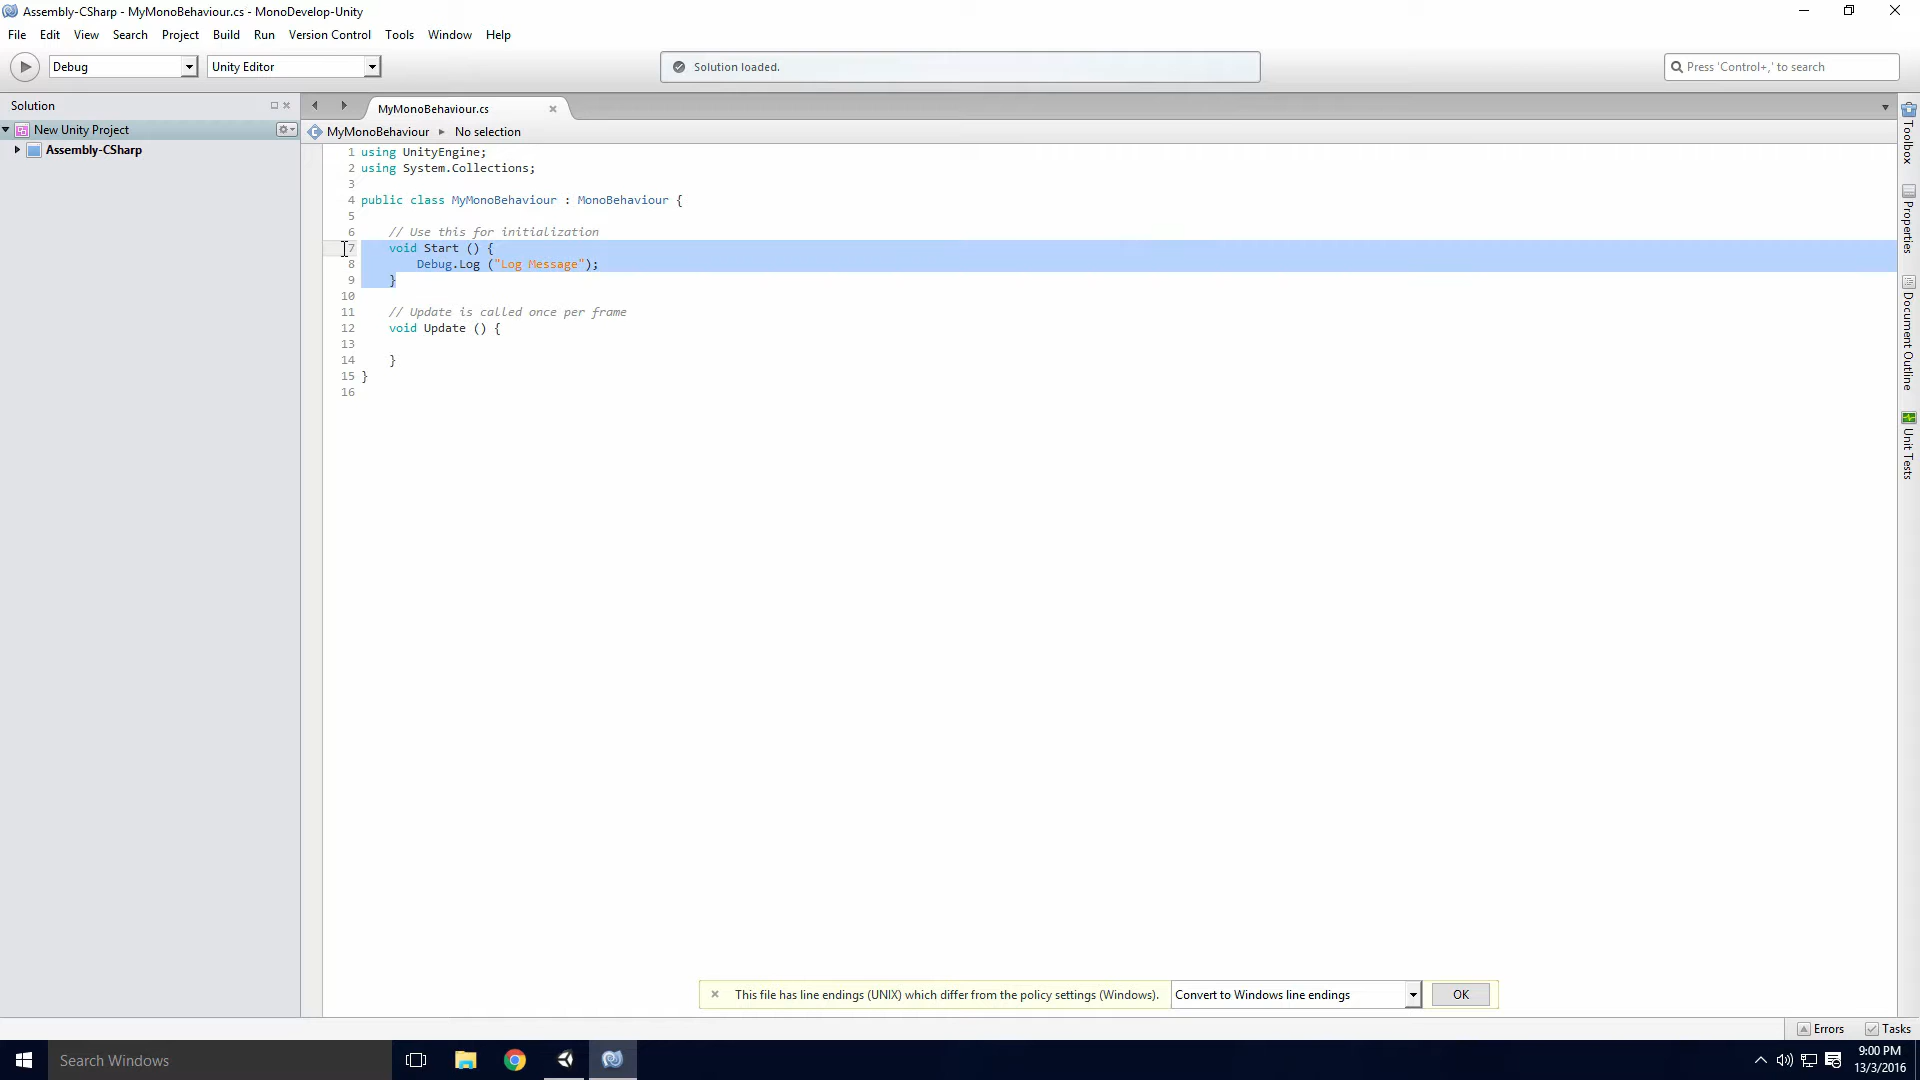 Assembly-CSharp - MyMonoBehaviour.cs - MonoDevelop-Unity
File Edit View Search Project Build Run Version Control Tools Window Help
Debug Unity Editor Solution loaded. Press 'Control+,' to search
Solution
New Unity Project
Assembly-CSharp
MyMonoBehaviour.cs
MyMonoBehaviour No selection
1 using UnityEngine;
2 using System.Collections;
3
4 public class MyMonoBehaviour : MonoBehaviour {
5
6 // Use this for initialization
7 void Start () {
8 Debug.Log ("Log Message");
9 }
10
11 // Update is called once per frame
12 void Update () {
13
14 }
15 }
16
Toolbox
Properties
Document Outline
Unit Tests
This file has line endings (UNIX) which differ from the policy settings (Windows). Convert to Windows line endings OK
Errors Tasks
Search Windows
9:00 PM
13/3/2016